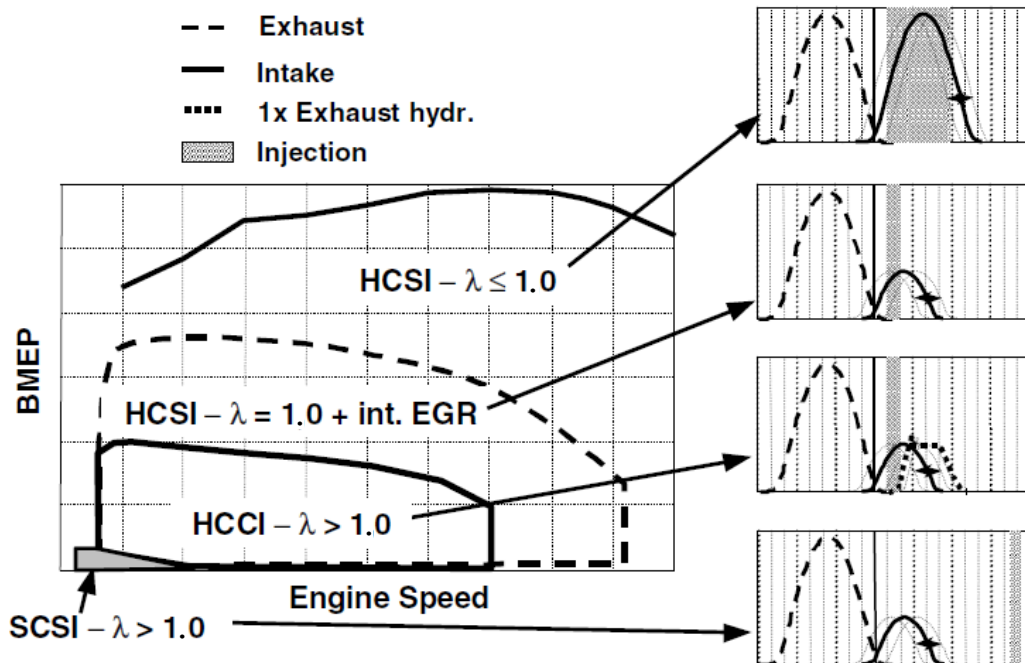 Exhaust
Intake
1x Exhaust hydr.
Injection
HCSI – λ ≤ 1.0
BMEP
HCSI – λ = 1.0 + int. EGR
HCCI – λ > 1.0
Engine Speed
SCSI – λ > 1.0